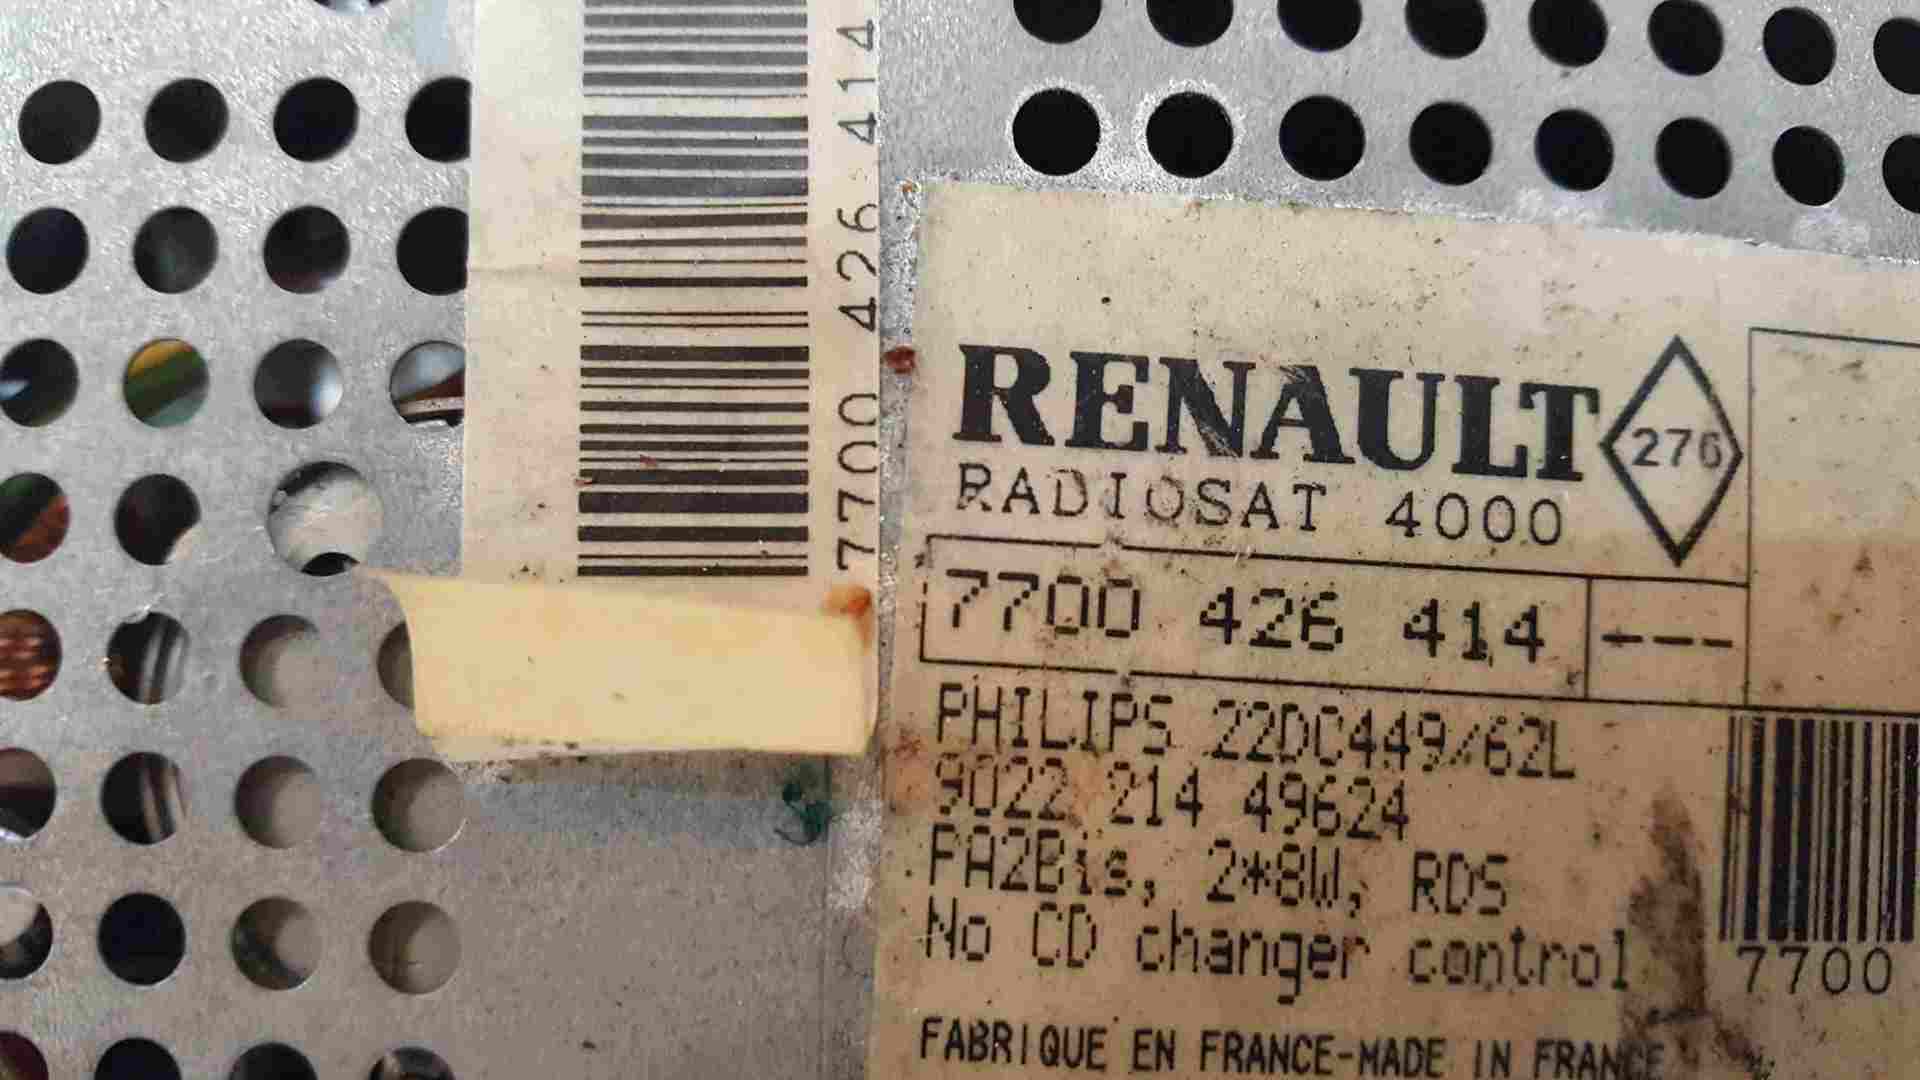 7700 426 414
RENAULT
276
RADIOSAT 4000
7700 426 414 ---
PHILIPS 22DC449/62L
9022 214 49624
PA2Bis, 2*8W, RDS
No CD changer control
7700
FABRIQUE EN FRANCE-MADE IN FRANCE